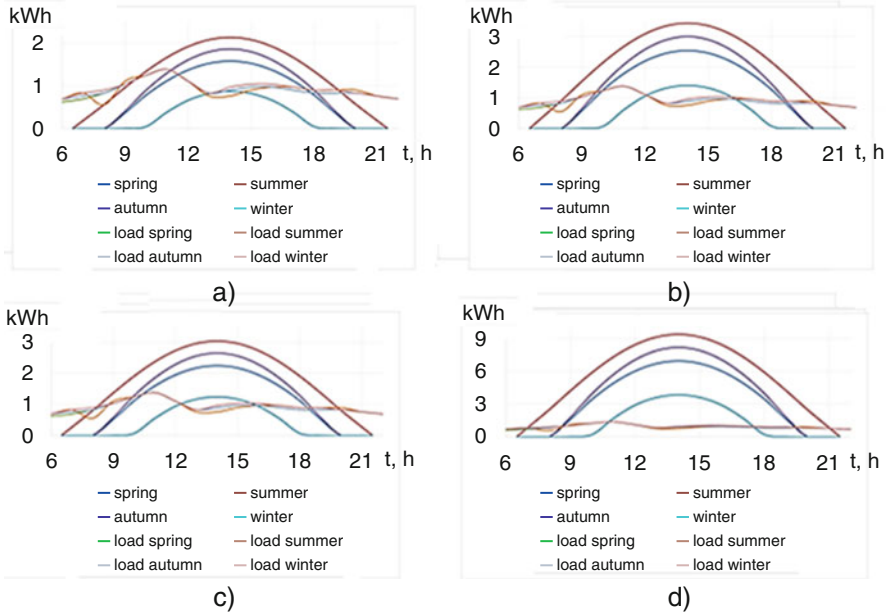 kWh
2
1
0
6 9 12 15 18 21 t, h
spring summer
autumn winter
load spring load summer
load autumn load winter
a)
kWh
3
2
1
0
6 9 12 15 18 21 t, h
spring summer
autumn winter
load spring load summer
load autumn load winter
b)
kWh
3
2
1
0
6 9 12 15 18 21 t, h
spring summer
autumn winter
load spring load summer
load autumn load winter
c)
kWh
9
6
3
0
6 9 12 15 18 21 t, h
spring summer
autumn winter
load spring load summer
load autumn load winter
d)